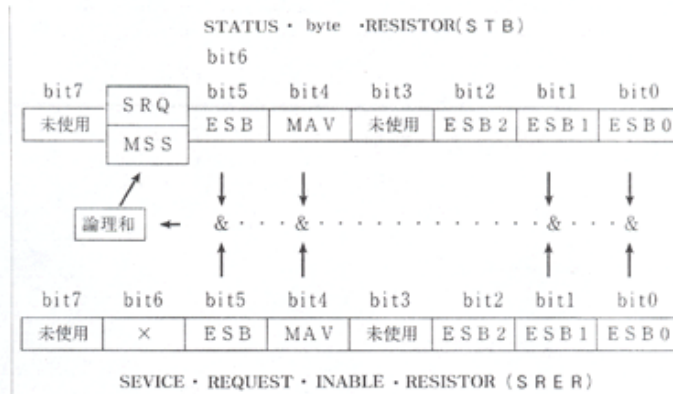 STATUS・byte・RESISTOR(STB)
bit6
bit7 bit5 bit4 bit3 bit2 bit1 bit0
未使用 SRQ ESB MAV 未使用 ESB2 ESB1 ESB0
MSS
論理和 & & & &
bit7 bit6 bit5 bit4 bit3 bit2 bit1 bit0
未使用 × ESB MAV 未使用 ESB2 ESB1 ESB0
SEVICE・REQUEST・INABLE・RESISTOR(SRER)